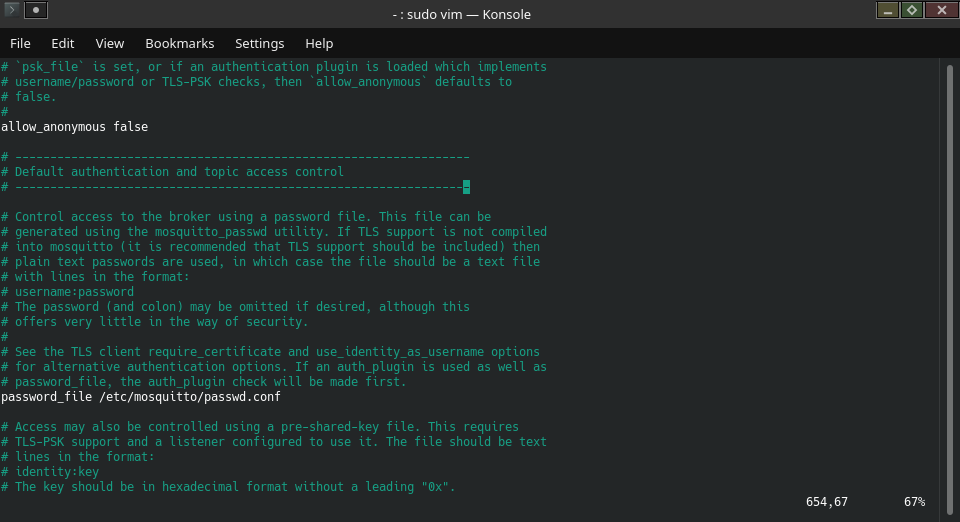 - : sudo vim — Konsole
File Edit View Bookmarks Settings Help
# `psk_file` is set, or if an authentication plugin is loaded which implements
# username/password or TLS-PSK checks, then `allow_anonymous` defaults to
# false.
#
allow_anonymous false
# -----------------------------------------------------------------
# Default authentication and topic access control
# -----------------------------------------------------------------
# Control access to the broker using a password file. This file can be
# generated using the mosquitto_passwd utility. If TLS support is not compiled
# into mosquitto (it is recommended that TLS support should be included) then
# plain text passwords are used, in which case the file should be a text file
# with lines in the format:
# username:password
# The password (and colon) may be omitted if desired, although this
# offers very little in the way of security.
#
# See the TLS client require_certificate and use_identity_as_username options
# for alternative authentication options. If an auth_plugin is used as well as
# password_file, the auth_plugin check will be made first.
password_file /etc/mosquitto/passwd.conf
# Access may also be controlled using a pre-shared-key file. This requires
# TLS-PSK support and a listener configured to use it. The file should be text
# lines in the format:
# identity:key
# The key should be in hexadecimal format without a leading "0x".
654,67 67%